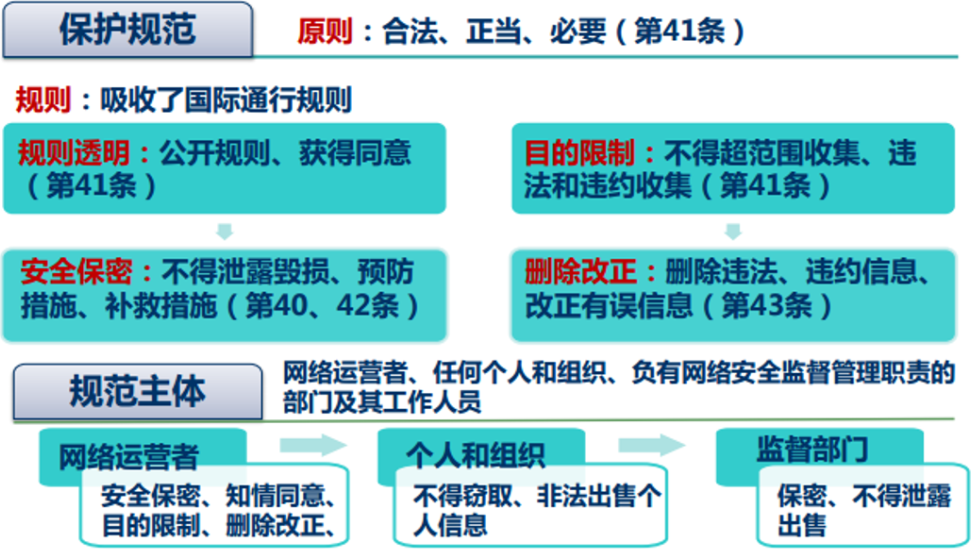 保护规范
原则：合法、正当、必要（第41条）
规则：吸收了国际通行规则
规则透明：公开规则、获得同意
（第41条）
目的限制：不得超范围收集、违
法和违约收集（第41条）
安全保密：不得泄露毁损、预防
措施、补救措施（第40、42条）
删除改正：删除违法、违约信息、
改正有误信息（第43条）
规范主体
网络运营者、任何个人和组织、负有网络安全监督管理职责的
部门及其工作人员
网络运营者
安全保密、知情同意、
目的限制、删除改正、
个人和组织
不得窃取、非法出售个
人信息
监督部门
保密、不得泄露
出售